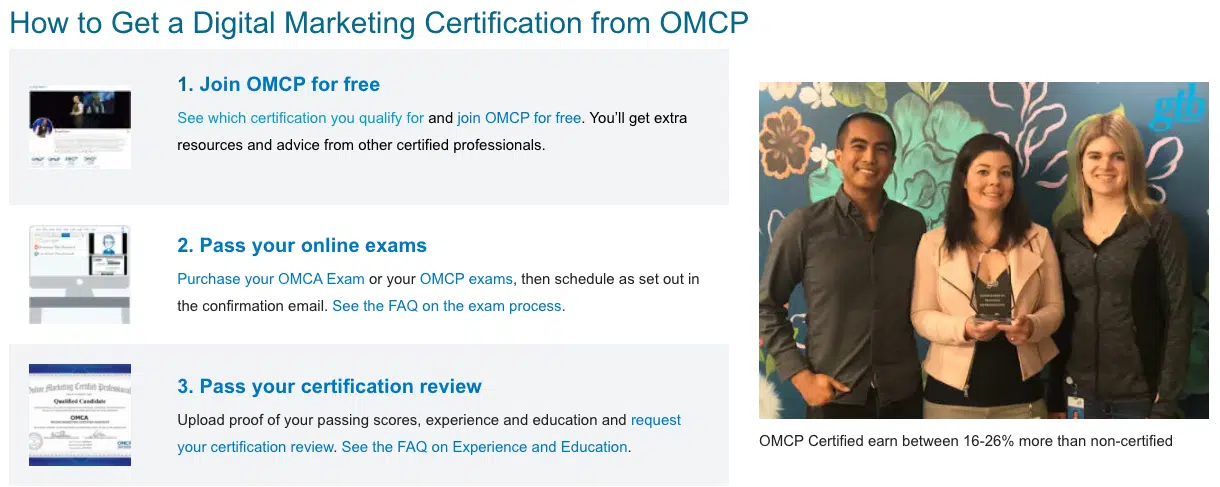 How to Get a Digital Marketing Certification from OMCP
1. Join OMCP for free
See which certification you qualify for and join OMCP for free. You’ll get extra
resources and advice from other certified professionals.
2. Pass your online exams
Purchase your OMCA Exam or your OMCP exams, then schedule as set out in
the confirmation email. See the FAQ on the exam process.
Online Marketing Certified Professional
Qualified Candidate
OMCA
3. Pass your certification review
Upload proof of your passing scores, experience and education and request
your certification review. See the FAQ on Experience and Education.
gtb
OMCP Certified earn between 16-26% more than non-certified